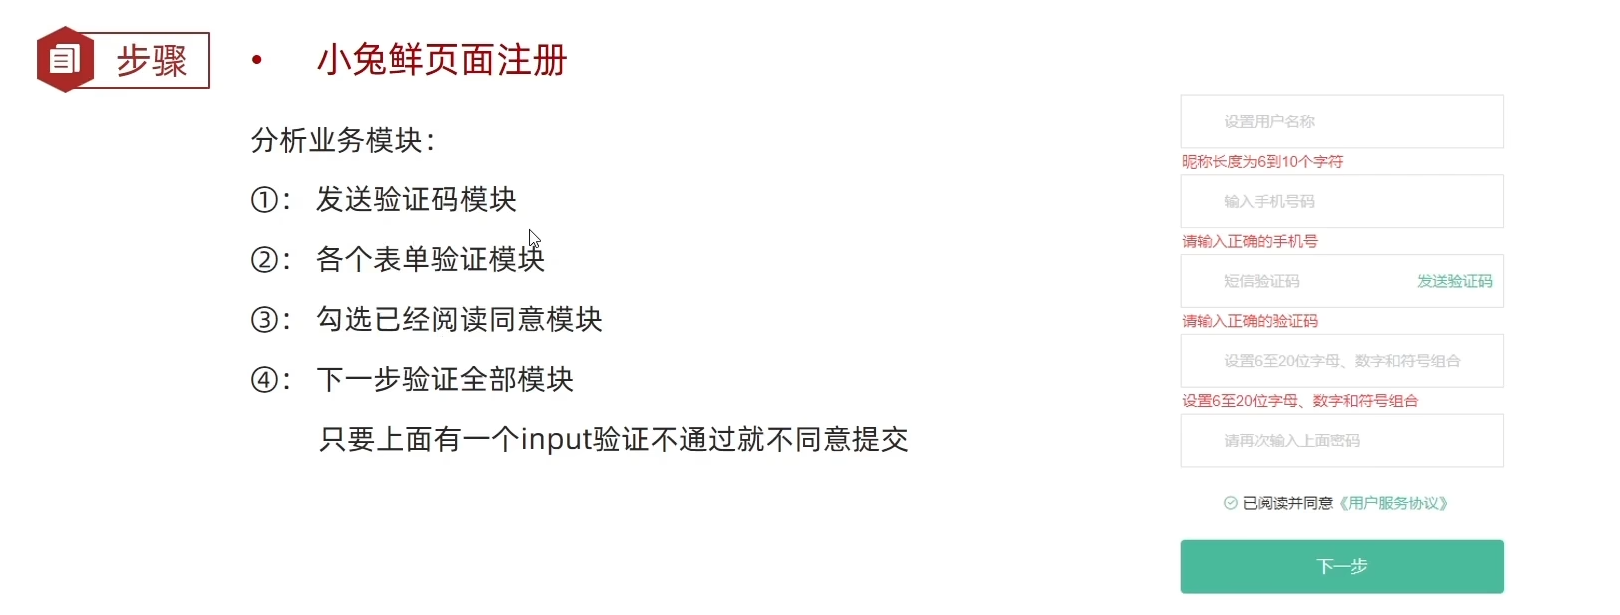 步骤
• 小兔鲜页面注册
分析业务模块：
①： 发送验证码模块
②： 各个表单验证模块
③： 勾选已经阅读同意模块
④： 下一步验证全部模块
只要上面有一个input验证不通过就不同意提交
设置用户名称
昵称长度为6到10个字符
输入手机号码
请输入正确的手机号
短信验证码 发送验证码
请输入正确的验证码
设置6至20位字母、数字和符号组合
设置6至20位字母、数字和符号组合
请再次输入上面密码
已阅读并同意《用户服务协议》
下一步